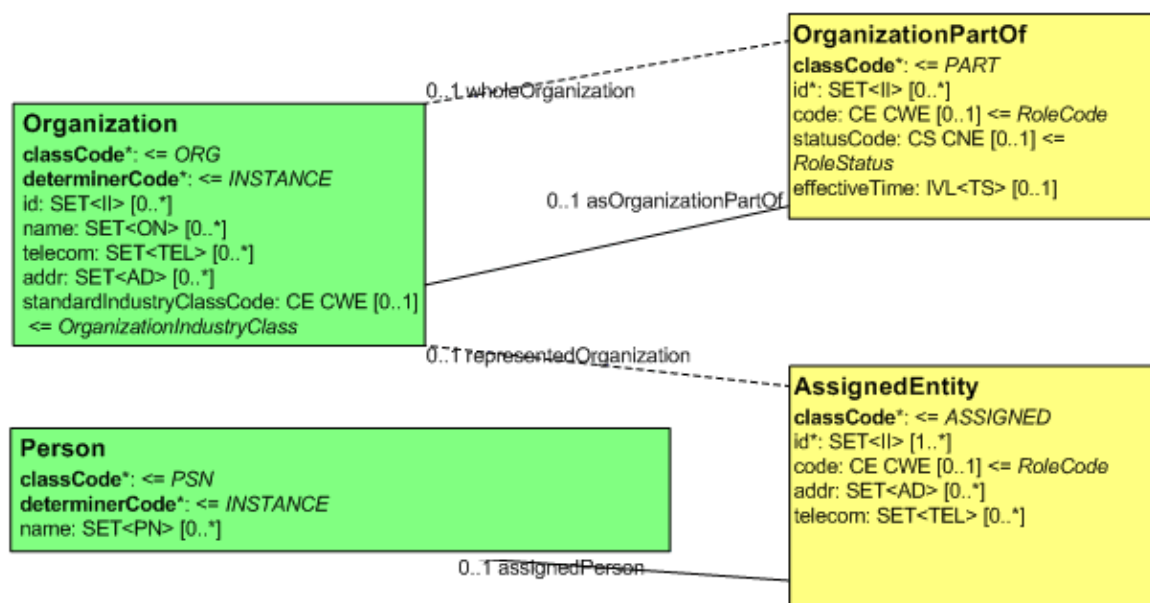 OrganizationPartOf
classCode*: <= PART
id*: SET<II> [0..*]
code: CE CWE [0..1] <= RoleCode
statusCode: CS CNE [0..1] <=
RoleStatus
effectiveTime: IVL<TS> [0..1]
0..1 wholeOrganization
Organization
classCode*: <= ORG
determinerCode*: <= INSTANCE
id: SET<II> [0..*]
name: SET<ON> [0..*]
telecom: SET<TEL> [0..*]
addr: SET<AD> [0..*]
standardIndustryClassCode: CE CWE [0..1]
<= OrganizationIndustryClass
0..1 asOrganizationPartOf
0..1 representedOrganization
AssignedEntity
classCode*: <= ASSIGNED
id*: SET<II> [1..*]
code: CE CWE [0..1] <= RoleCode
addr: SET<AD> [0..*]
telecom: SET<TEL> [0..*]
Person
classCode*: <= PSN
determinerCode*: <= INSTANCE
name: SET<PN> [0..*]
0..1 assignedPerson